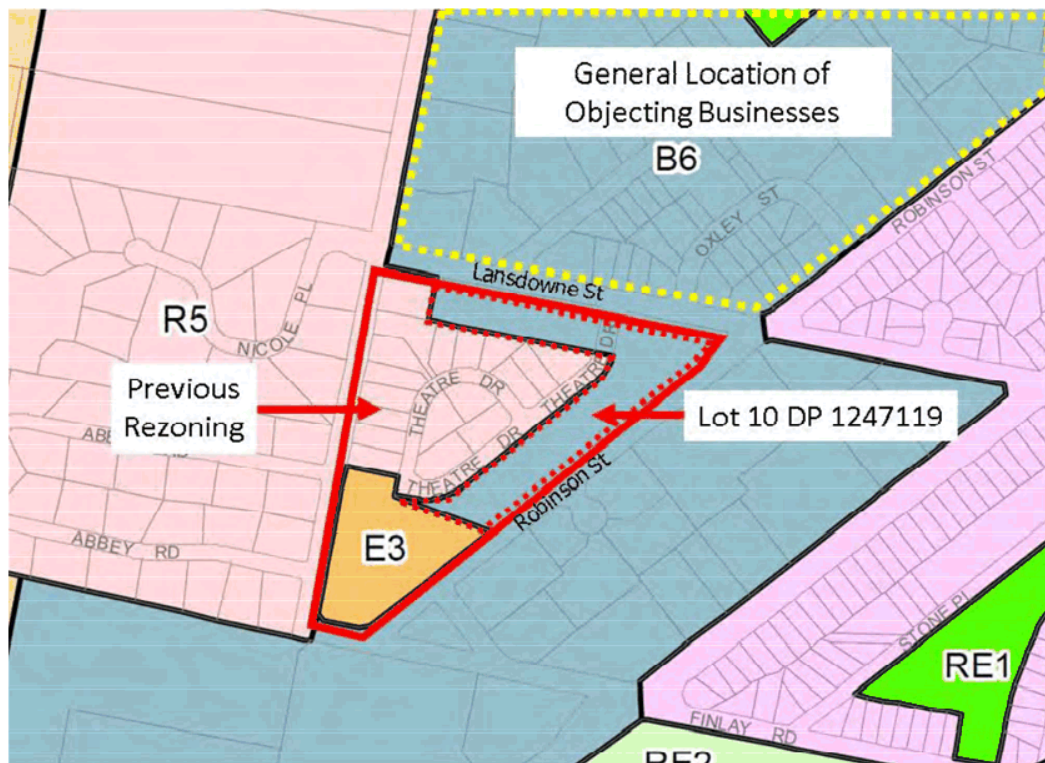 General Location of
Objecting Businesses
B6
ROBINSON ST
OXLEY ST
Lansdowne St
R5
NICOLE PL
Previous
Rezoning
THEATRE DR
THEATRE DR
THEATRE DR
THEATRE DR
Lot 10 DP 1247119
Robinson St
ABBEY RD
E3
STONE PL
RE1
FINLAY RD
RE2